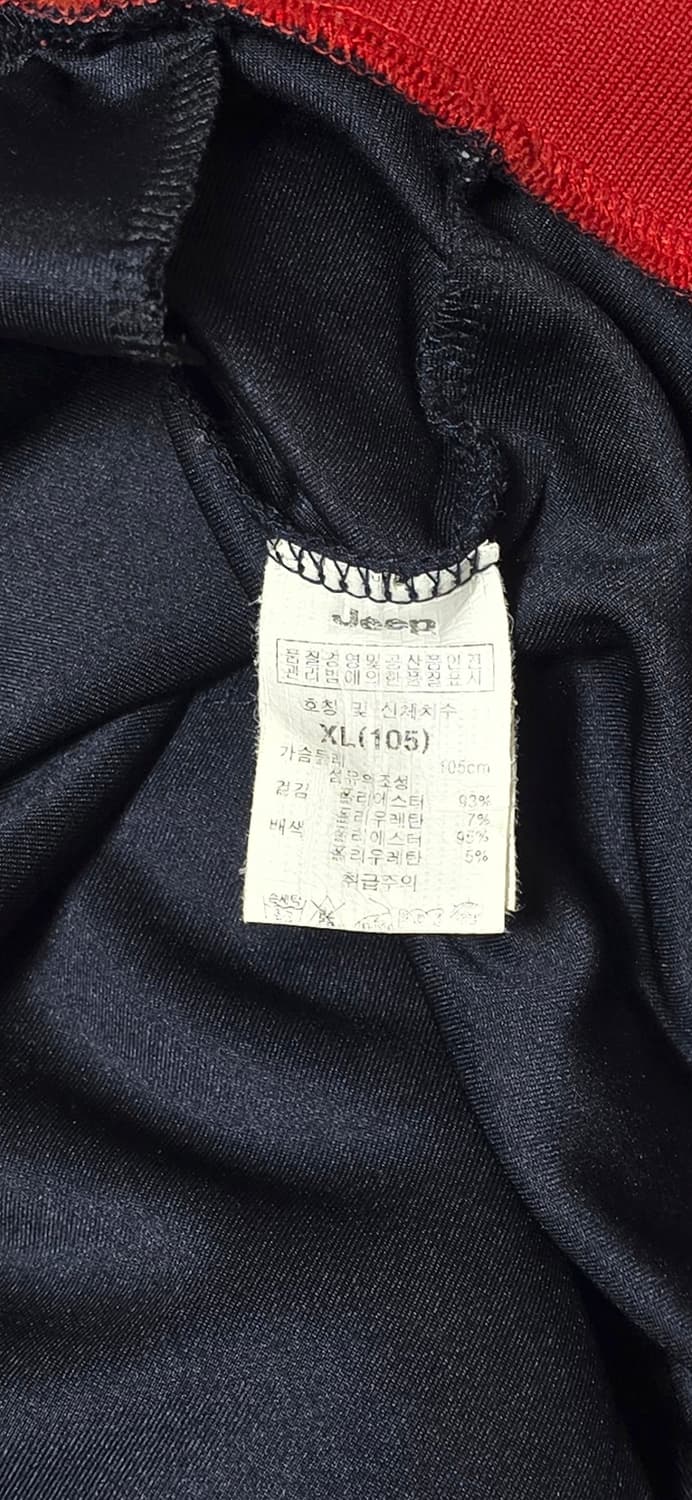 Jeep
품질경영및공산품안전
관리법에의한품질표시
호칭 및 신체치수
XL(105)
가슴둘레 105cm
섬유의조성
겉감 폴리에스터 93%
폴리우레탄 7%
배색 폴리에스터 95%
폴리우레탄 5%
취급주의
손세탁